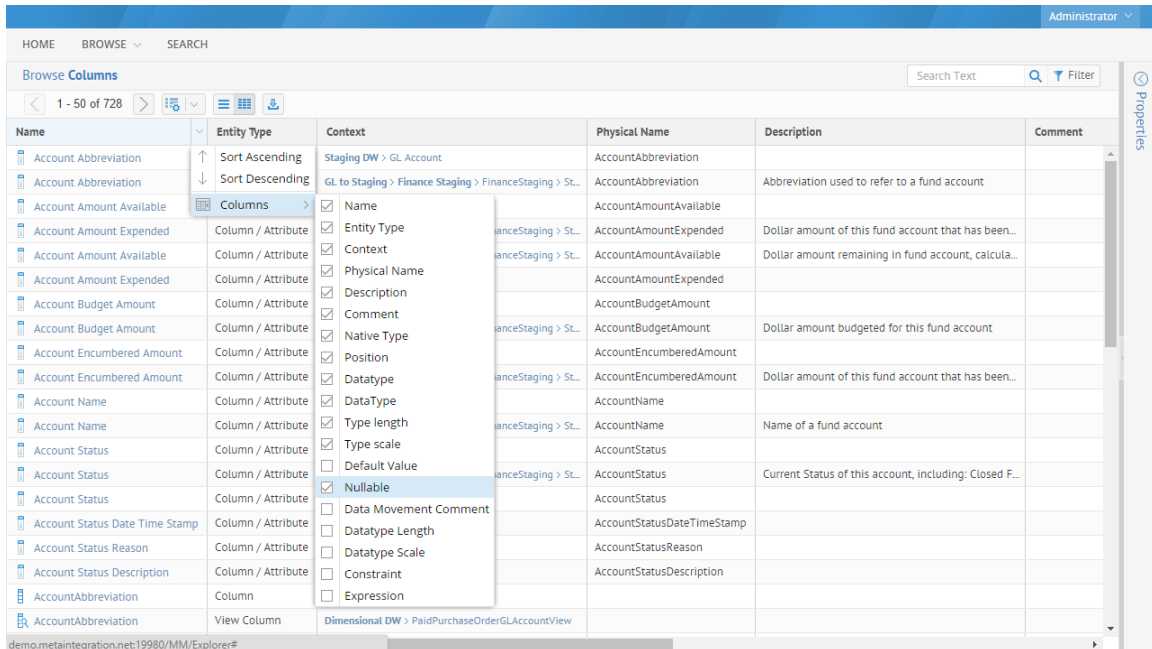 Administrator
HOME BROWSE SEARCH
Browse Columns Search Text Filter
1 - 50 of 728
Properties
Name Entity Type Context Physical Name Description Comment
Account Abbreviation Staging DW > GL Account AccountAbbreviation
Account Abbreviation GL to Staging > Finance Staging > FinanceStaging > St... AccountAbbreviation Abbreviation used to refer to a fund account
Account Amount Available AccountAmountAvailable
Account Amount Expended Column / Attribute anceStaging > St... AccountAmountExpended Dollar amount of this fund account that has been...
Account Amount Available Column / Attribute anceStaging > St... AccountAmountAvailable Dollar amount remaining in fund account, calcula...
Account Amount Expended Column / Attribute AccountAmountExpended
Account Budget Amount Column / Attribute AccountBudgetAmount
Account Budget Amount Column / Attribute anceStaging > St... AccountBudgetAmount Dollar amount budgeted for this fund account
Account Encumbered Amount Column / Attribute AccountEncumberedAmount
Account Encumbered Amount Column / Attribute anceStaging > St... AccountEncumberedAmount Dollar amount of this fund account that has been...
Account Name Column / Attribute AccountName
Account Name Column / Attribute anceStaging > St... AccountName Name of a fund account
Account Status Column / Attribute AccountStatus
Account Status Column / Attribute anceStaging > St... AccountStatus Current Status of this account, including: Closed F...
Account Status Column / Attribute AccountStatus
Account Status Date Time Stamp Column / Attribute AccountStatusDateTimeStamp
Account Status Reason Column / Attribute AccountStatusReason
Account Status Description Column / Attribute AccountStatusDescription
AccountAbbreviation Column
AccountAbbreviation View Column Dimensional DW > PaidPurchaseOrderGLAccountView
Sort Ascending
Sort Descending
Columns
Name
Entity Type
Context
Physical Name
Description
Comment
Native Type
Position
Datatype
DataType
Type length
Type scale
Default Value
Nullable
Data Movement Comment
Datatype Length
Datatype Scale
Constraint
Expression
demo.metaintegration.net:19980/MM/Explorer#